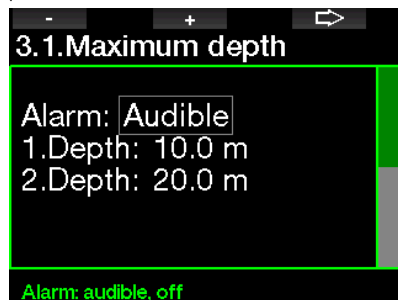 - +
3.1.Maximum depth
Alarm: Audible
1.Depth: 10.0 m
2.Depth: 20.0 m
Alarm: audible, off